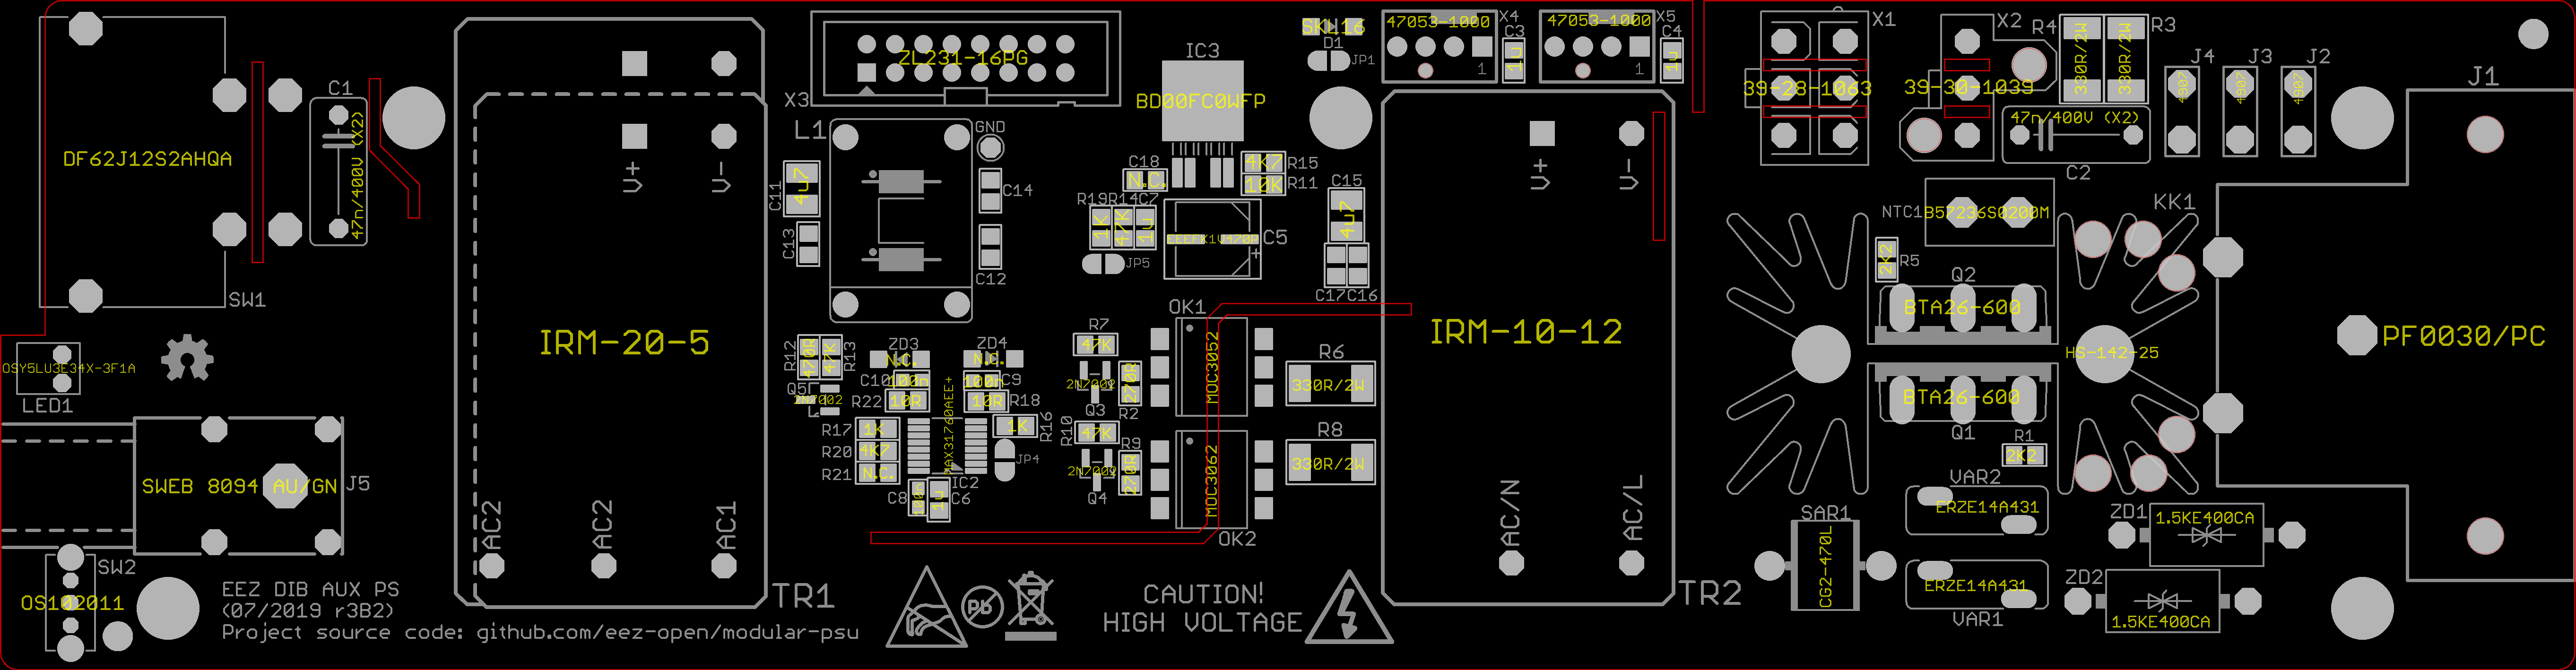 DF62J12S2AHQA
SW1
C1
47n/400V (X2)
OSY5LU3E34X-3F1A
LED1
SWEB 8094 AU/GN
J5
SW2
OS102011
EEZ DIB AUX PS
(07/2019 r3B2)
Project source code: github.com/eez-open/modular-psu
V+
V-
IRM-20-5
AC2
AC2
AC1
TR1
X3
ZL231-16PG
L1
GND
C11
4u7
C13
C14
C12
R12
470R
47K
R13
ZD3
N.C.
ZD4
N.C.
C10
100n
100n
C9
Q5
2N7002
R22
10R
10R
R18
MAX31760AEE+
R17
1K
1K
R16
R20
4K7
R21
N.C.
JP4
IC2
C8
100n
1u
C6
IC3
BD00FC0WFP
C18
N.C.
4K7
R15
10K
R11
R19
R14
C7
1K
47K
1u
JP5
EEEFK1V470P
C5
+
C15
4u7
C17
C16
SKL16
D1
JP1
47053-1000
X4
1
C3
1u
47053-1000
X5
1
C4
1u
R7
47K
2N7002
Q3
270R
R2
R10
47K
2N7002
Q4
R9
270R
OK1
MOC3052
MOC3062
OK2
R6
330R/2W
R8
330R/2W
V+
V-
IRM-10-12
AC/N
AC/L
TR2
CAUTION!
HIGH VOLTAGE
Pb
X1
39-28-1063
X2
39-30-1039
R4
330R/2W
330R/2W
R3
47n/400V (X2)
C2
J4
4907
J3
4907
J2
4907
J1
NTC1
B57236S0200M
KK1
2K2
R5
Q2
BTA26-600
HS-142-25
BTA26-600
Q1
R1
2K2
PF0030/PC
VAR2
ERZE14A431
SAR1
CG2-470L
ERZE14A431
VAR1
ZD1
1.5KE400CA
ZD2
1.5KE400CA